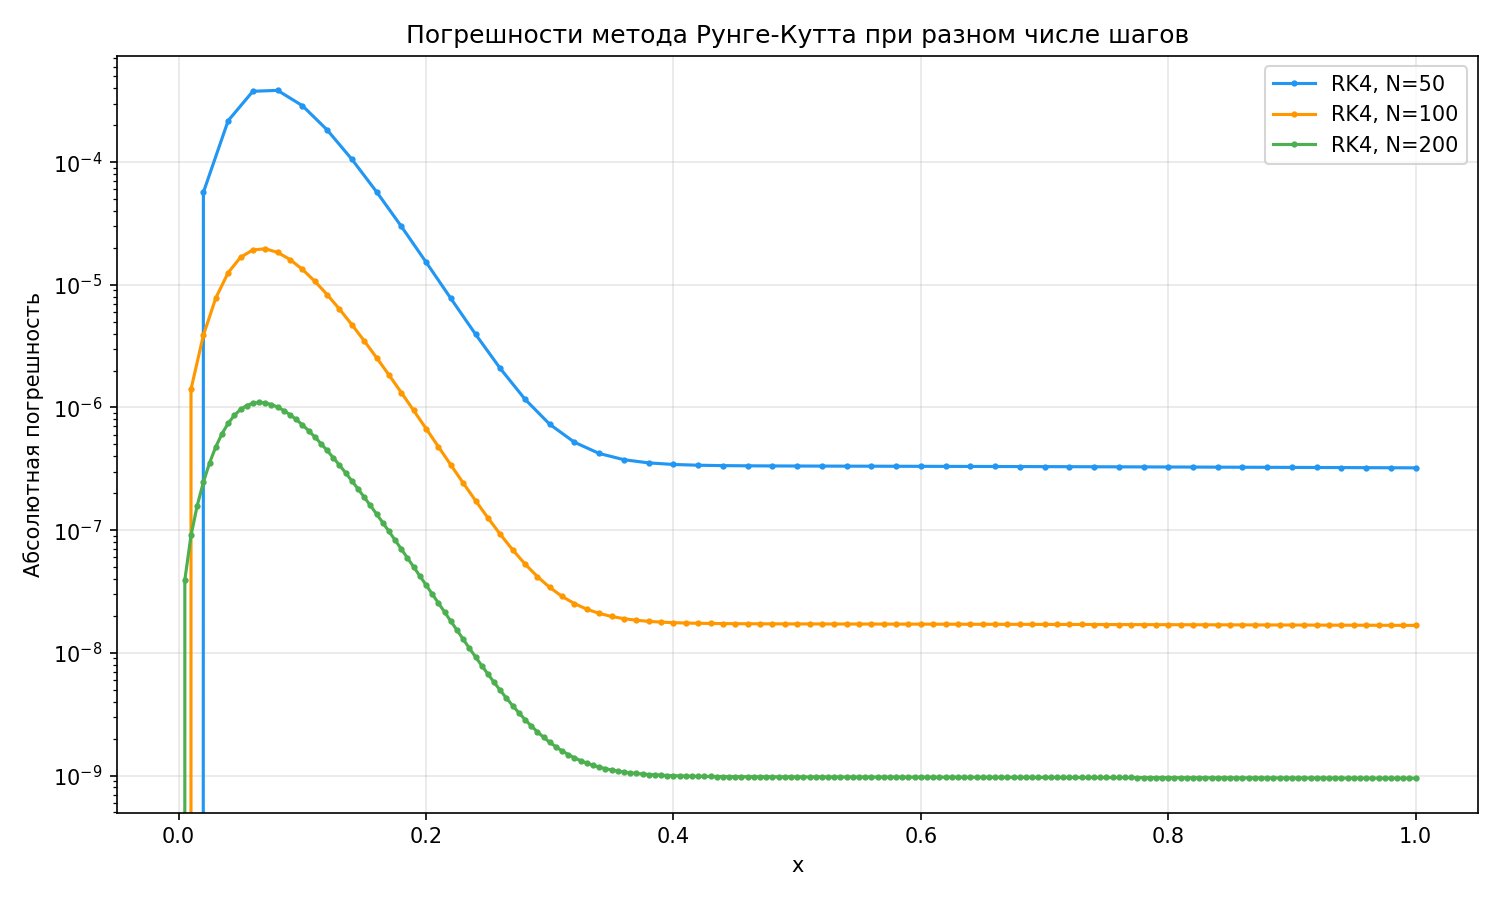 Погрешности метода Рунге-Кутта при разном числе шагов
RK4, N=50
RK4, N=100
RK4, N=200
Абсолютная погрешность
10⁻⁴
10⁻⁵
10⁻⁶
10⁻⁷
10⁻⁸
10⁻⁹
0.0 0.2 0.4 0.6 0.8 1.0
x